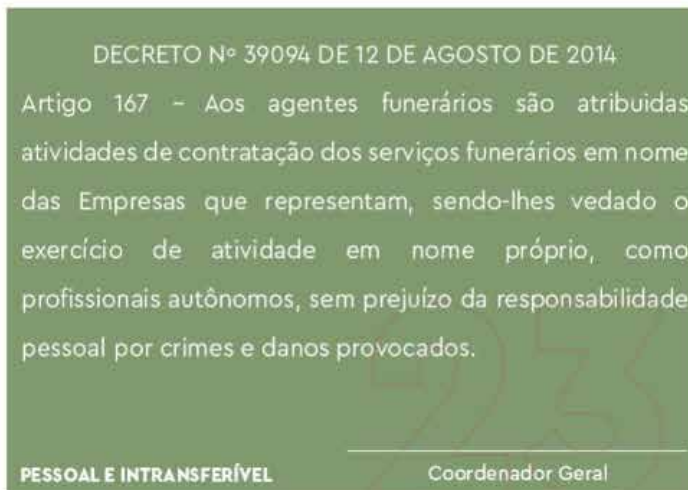 DECRETO Nº 39094 DE 12 DE AGOSTO DE 2014
Artigo 167 - Aos agentes funerários são atribuidas
atividades de contratação dos serviços funerários em nome
das Empresas que representam, sendo-lhes vedado o
exercício de atividade em nome próprio, como
profissionais autônomos, sem prejuízo da responsabilidade
pessoal por crimes e danos provocados.
23
PESSOAL E INTRANSFERÍVEL
Coordenador Geral